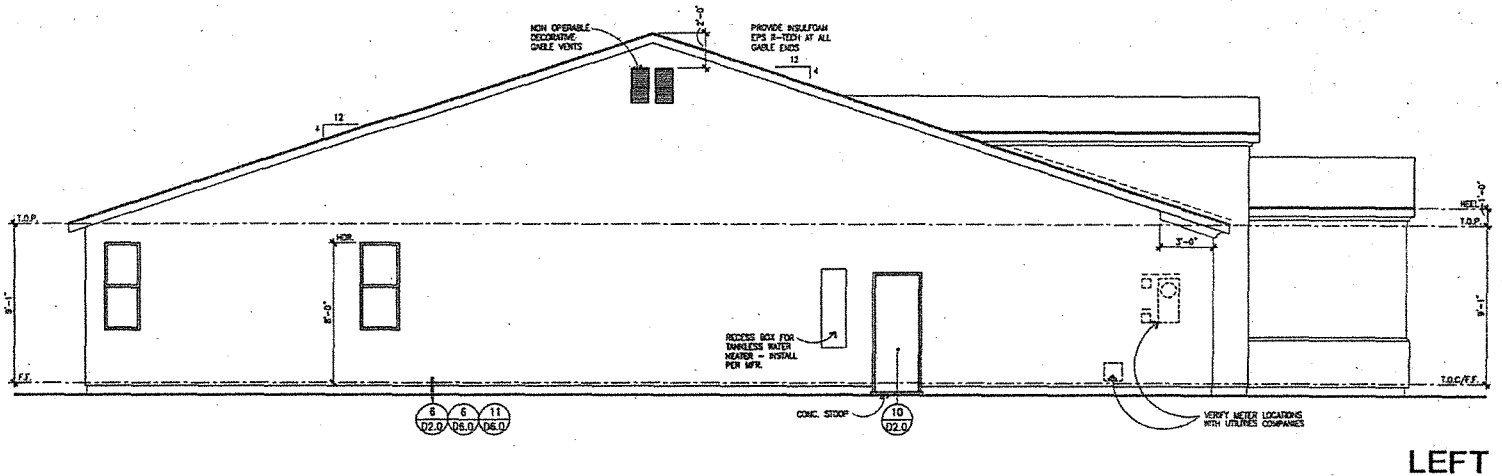 NON OPERABLE
DECORATIVE
GABLE VENTS
2'-0"
PROVIDE INSULFOAM
EPS R-TECH AT ALL
GABLE ENDS
12
4
12
4
T.O.P.
HDR.
HEEL
1'-0"
T.O.P.
3'-0"
9'-1"
8'-0"
9'-1"
RECESS BOX FOR
TANKLESS WATER
HEATER - INSTALL
PER MFR.
F.F.
T.O.C/F.F.
6
D2.0
6
D6.0
11
D6.0
CONC. STOOP
10
D2.0
VERIFY METER LOCATIONS
WITH UTILITIES COMPANIES
LEFT